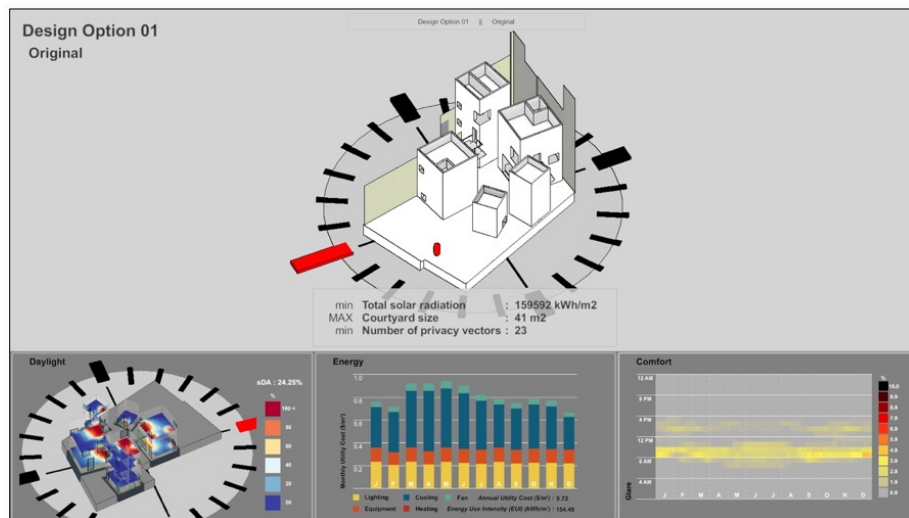 Design Option 01 || Original
Design Option 01
Original
min Total solar radiation : 159592 kWh/m2
MAX Courtyard size : 41 m2
min Number of privacy vectors : 23
Daylight
sDA : 24.25%
%
100 <
80
60
40
20
Energy
Monthly Utility Cost ($/m²)
1.0
0.8
0.6
0.4
0.2
J F M A M J J A S O N D
Lighting Cooling Fan Annual Utility Cost ($/m²) : 9.72
Equipment Heating Energy Use Intensity (EUI) (kWh/m²) : 154.49
Comfort
Glare
12 AM
8 PM
4 PM
12 PM
8 AM
4 AM
J F M A M J J A S O N D
%
10.0
9.0
8.0
7.0
6.0
5.0
4.0
3.0
2.0
1.0
0.0